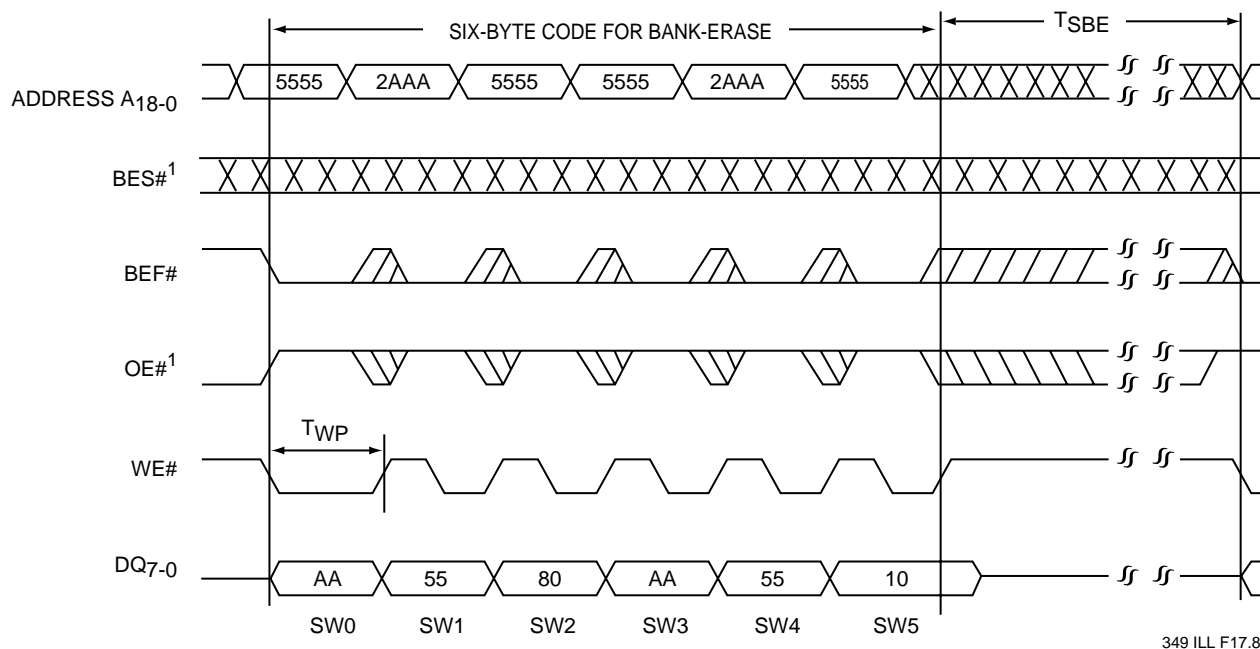 SIX-BYTE CODE FOR BANK-ERASE TSBE
ADDRESS A18-0 5555 2AAA 5555 5555 2AAA 5555
BES#1
BEF#
OE#1
TWP
WE#
DQ7-0 AA 55 80 AA 55 10
SW0 SW1 SW2 SW3 SW4 SW5
349 ILL F17.8